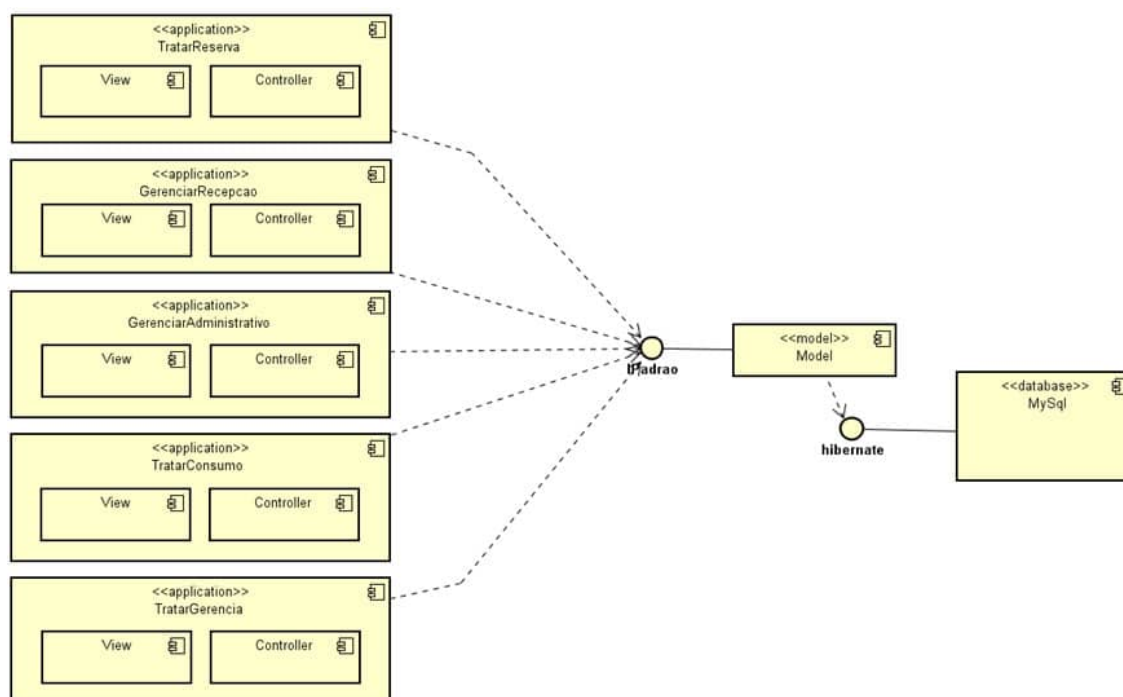 <<application>>
TratarReserva
View
Controller
<<application>>
GerenciarRecepcao
View
Controller
<<application>>
GerenciarAdministrativo
View
Controller
<<application>>
TratarConsumo
View
Controller
<<application>>
TratarGerencia
View
Controller
IPadrao
<<model>>
Model
hibernate
<<database>>
MySql